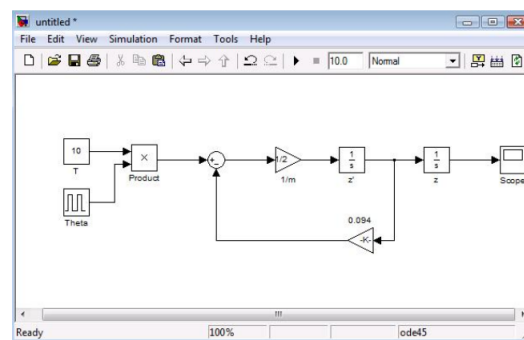 untitled *
File Edit View Simulation Format Tools Help
10.0 Normal
10
T
×
Product
Theta
+
-
1/2
1/m
1
s
z'
1
s
z
Scope
0.094
-K-
Ready 100% ode45